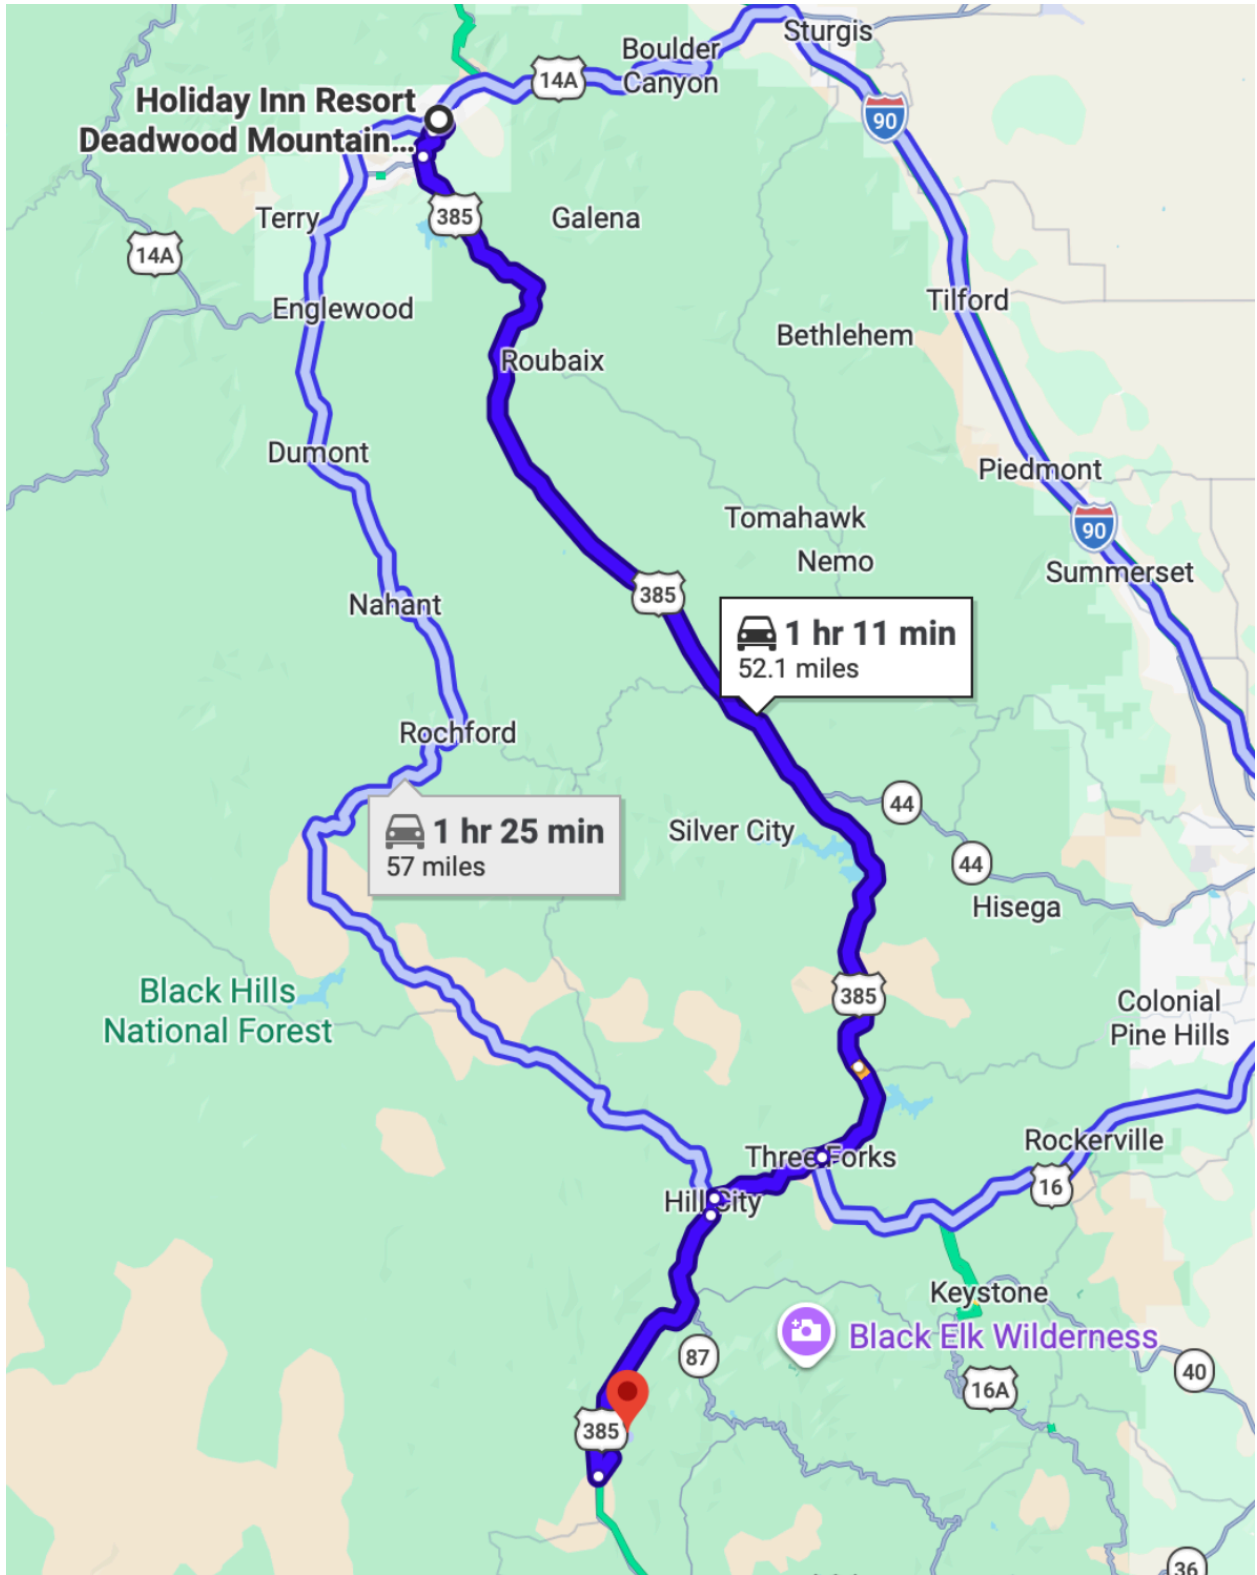 Sturgis
Boulder
Canyon
14A
Holiday Inn Resort
Deadwood Mountain...
90
385
Terry
Galena
14A
Englewood
Tilford
Bethlehem
Roubaix
Dumont
Piedmont
Tomahawk
90
Nemo
Summerset
385
Nahant
1 hr 11 min
52.1 miles
Rochford
44
1 hr 25 min
57 miles
Silver City
44
Hisega
Black Hills
National Forest
385
Colonial
Pine Hills
Rockerville
Three Forks
16
Hill City
Keystone
Black Elk Wilderness
87
40
16A
385
36